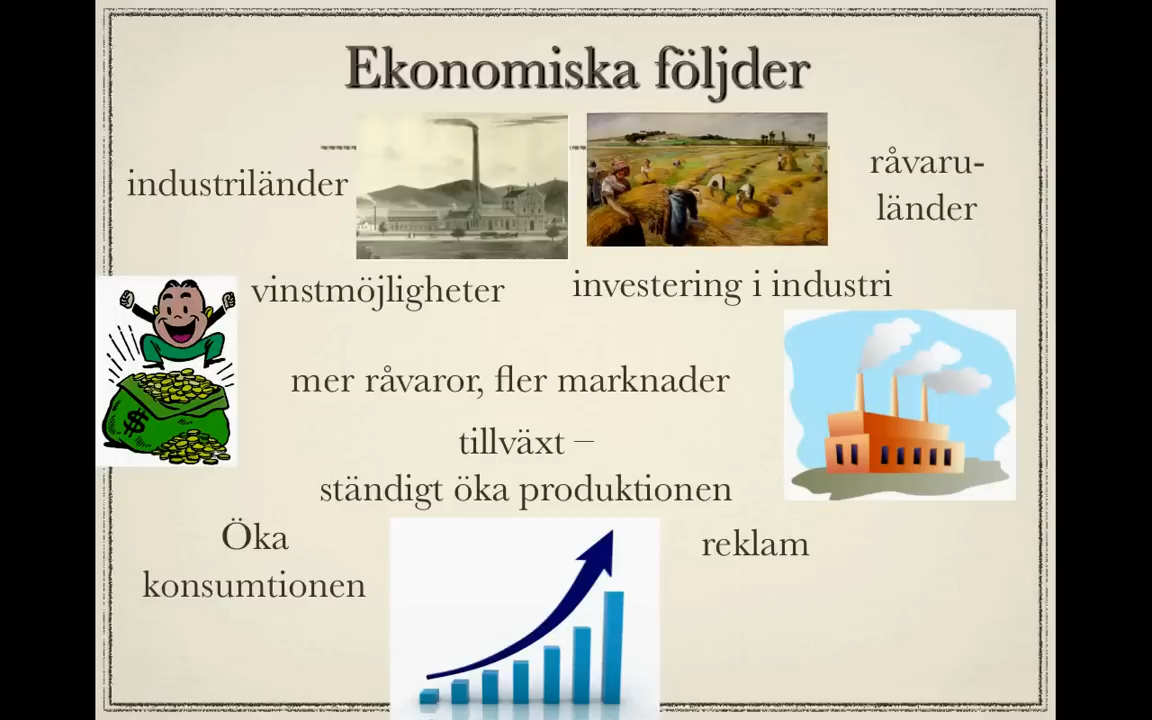 Ekonomiska följder
industriländer
råvaru-
länder
vinstmöjligheter
investering i industri
mer råvaror, fler marknader
tillväxt –
ständigt öka produktionen
Öka
konsumtionen
reklam
$